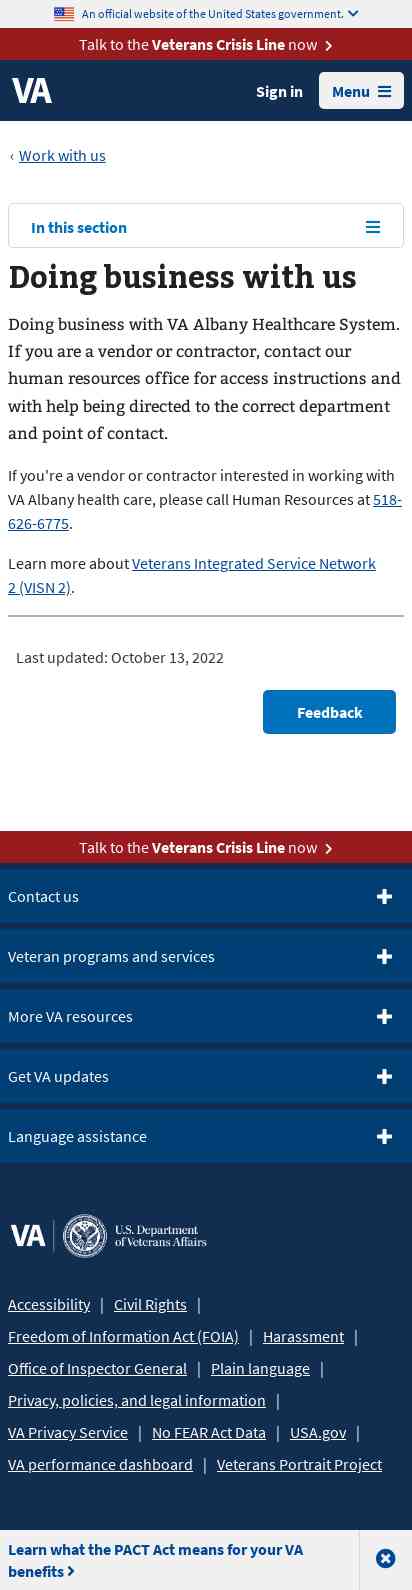 An official website of the United States government.
Talk to the Veterans Crisis Line now
VA
Sign in
Menu
‹ Work with us
In this section
Doing business with us
Doing business with VA Albany Healthcare System.
If you are a vendor or contractor, contact our
human resources office for access instructions and
with help being directed to the correct department
and point of contact.
If you're a vendor or contractor interested in working with
VA Albany health care, please call Human Resources at 518-
626-6775.
Learn more about Veterans Integrated Service Network
2 (VISN 2).
Last updated: October 13, 2022
Feedback
Talk to the Veterans Crisis Line now
Contact us
Veteran programs and services
More VA resources
Get VA updates
Language assistance
VA
U.S. Department
of Veterans Affairs
Accessibility | Civil Rights |
Freedom of Information Act (FOIA) | Harassment |
Office of Inspector General | Plain language |
Privacy, policies, and legal information |
VA Privacy Service | No FEAR Act Data | USA.gov |
VA performance dashboard | Veterans Portrait Project
Learn what the PACT Act means for your VA
benefits